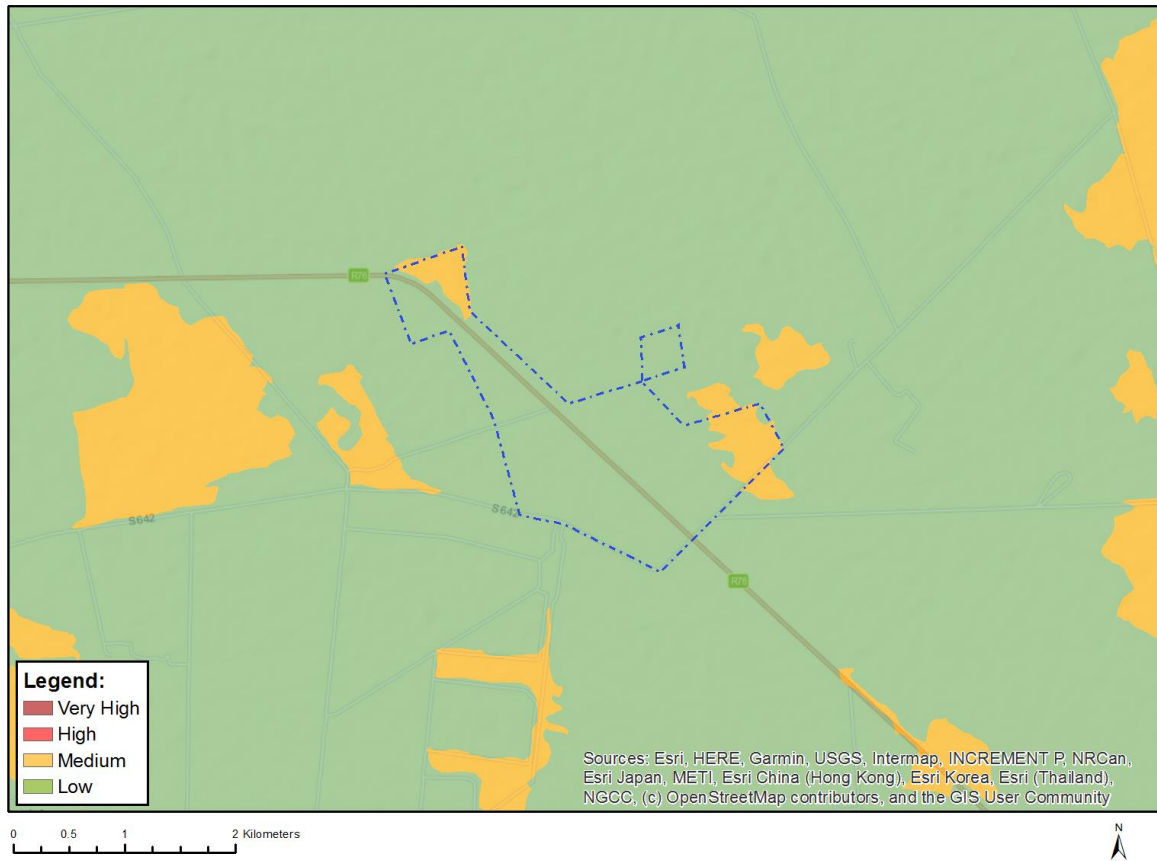 R76
S642
S642
R76
Legend:
Very High
High
Medium
Low
Sources: Esri, HERE, Garmin, USGS, Intermap, INCREMENT P, NRCan,
Esri Japan, METI, Esri China (Hong Kong), Esri Korea, Esri (Thailand),
NGCC, (c) OpenStreetMap contributors, and the GIS User Community
0 0.5 1 2 Kilometers
N